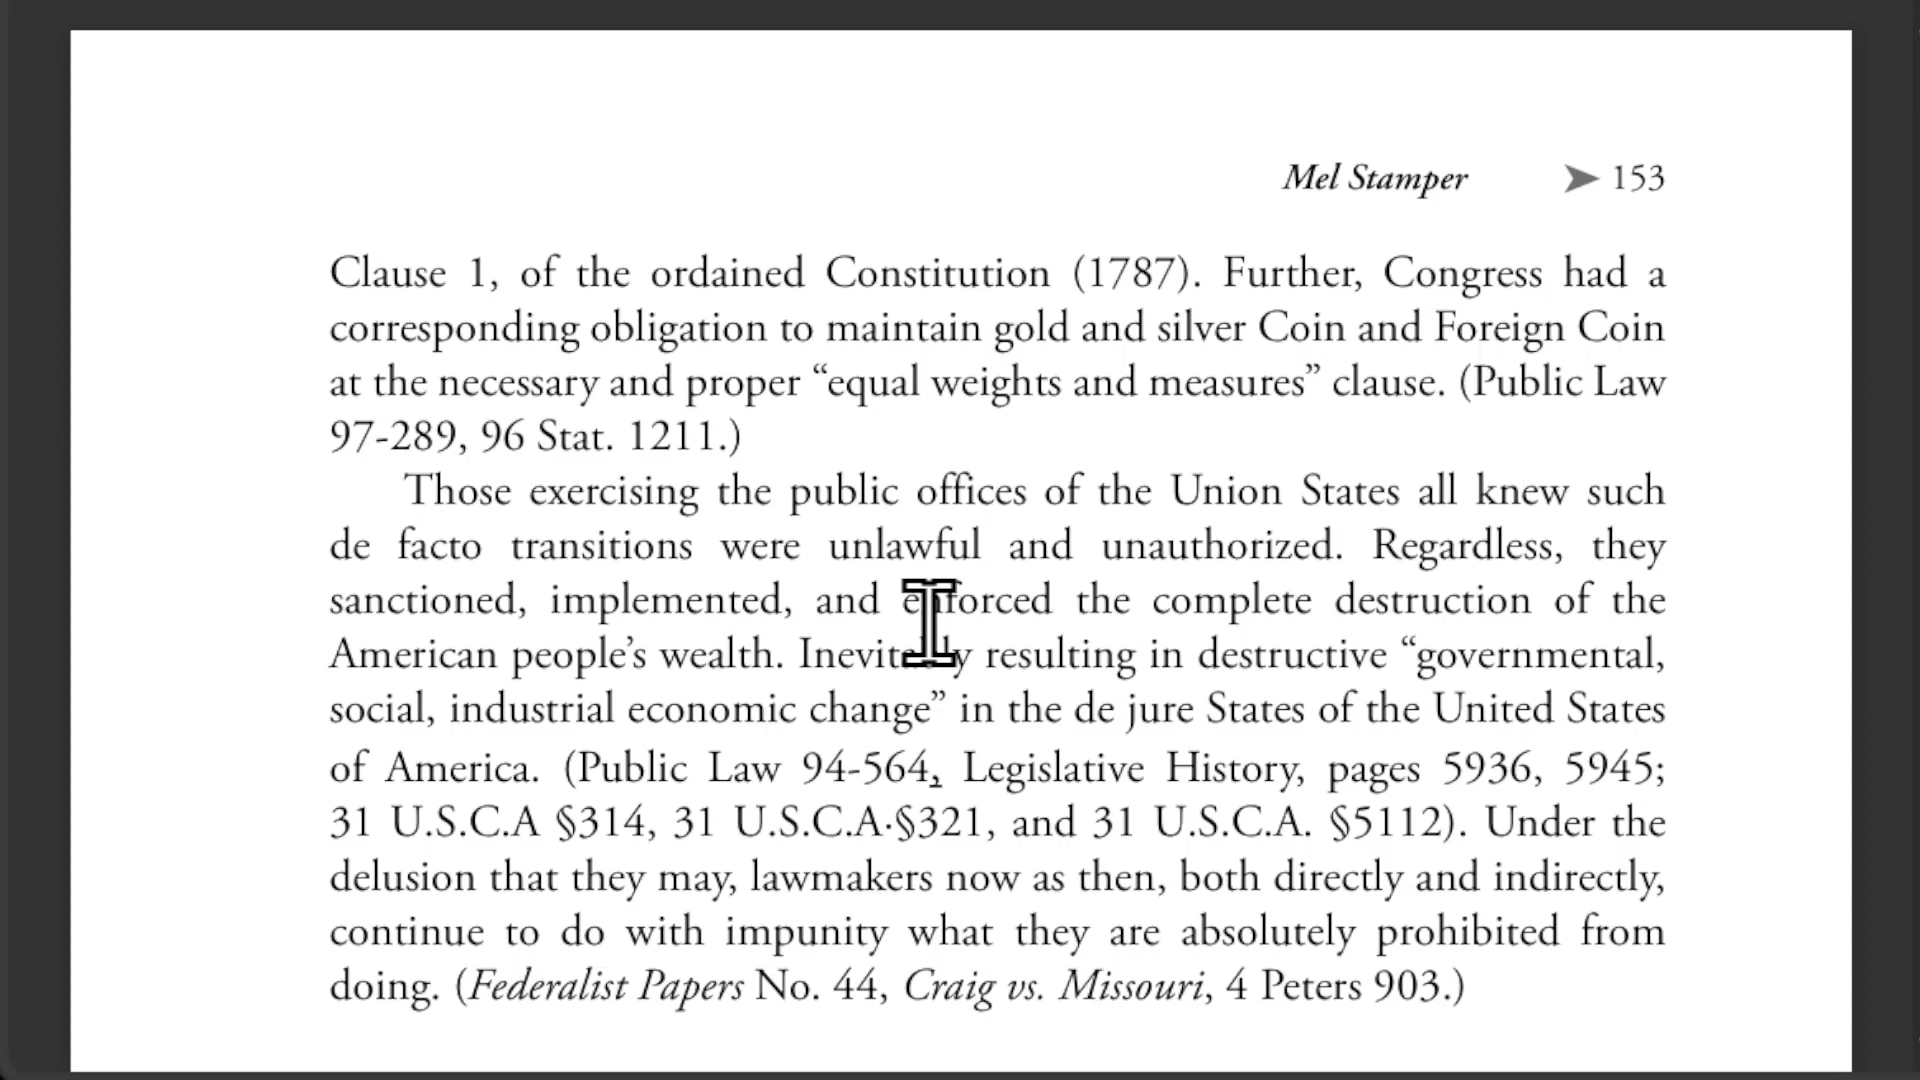 Mel Stamper ➤ 153
Clause 1, of the ordained Constitution (1787). Further, Congress had a
corresponding obligation to maintain gold and silver Coin and Foreign Coin
at the necessary and proper “equal weights and measures” clause. (Public Law
97-289, 96 Stat. 1211.)
Those exercising the public offices of the Union States all knew such
de facto transitions were unlawful and unauthorized. Regardless, they
sanctioned, implemented, and enforced the complete destruction of the
American people’s wealth. Inevitably resulting in destructive “governmental,
social, industrial economic change” in the de jure States of the United States
of America. (Public Law 94-564, Legislative History, pages 5936, 5945;
31 U.S.C.A §314, 31 U.S.C.A·§321, and 31 U.S.C.A. §5112). Under the
delusion that they may, lawmakers now as then, both directly and indirectly,
continue to do with impunity what they are absolutely prohibited from
doing. (Federalist Papers No. 44, Craig vs. Missouri, 4 Peters 903.)